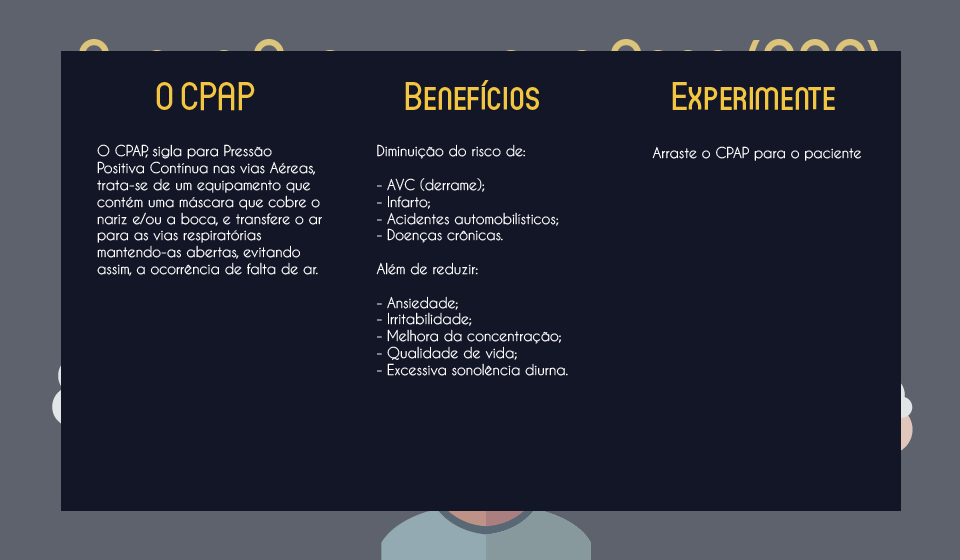 O CPAP
O CPAP, sigla para Pressão
Positiva Contínua nas vias Aéreas,
trata-se de um equipamento que
contém uma máscara que cobre o
nariz e/ou a boca, e transfere o ar
para as vias respiratórias
mantendo-as abertas, evitando
assim, a ocorrência de falta de ar.
Benefícios
Diminuição do risco de:
- AVC (derrame);
- Infarto;
- Acidentes automobilísticos;
- Doenças crônicas.
Além de reduzir:
- Ansiedade;
- Irritabilidade;
- Melhora da concentração;
- Qualidade de vida;
- Excessiva sonolência diurna.
Experimente
Arraste o CPAP para o paciente